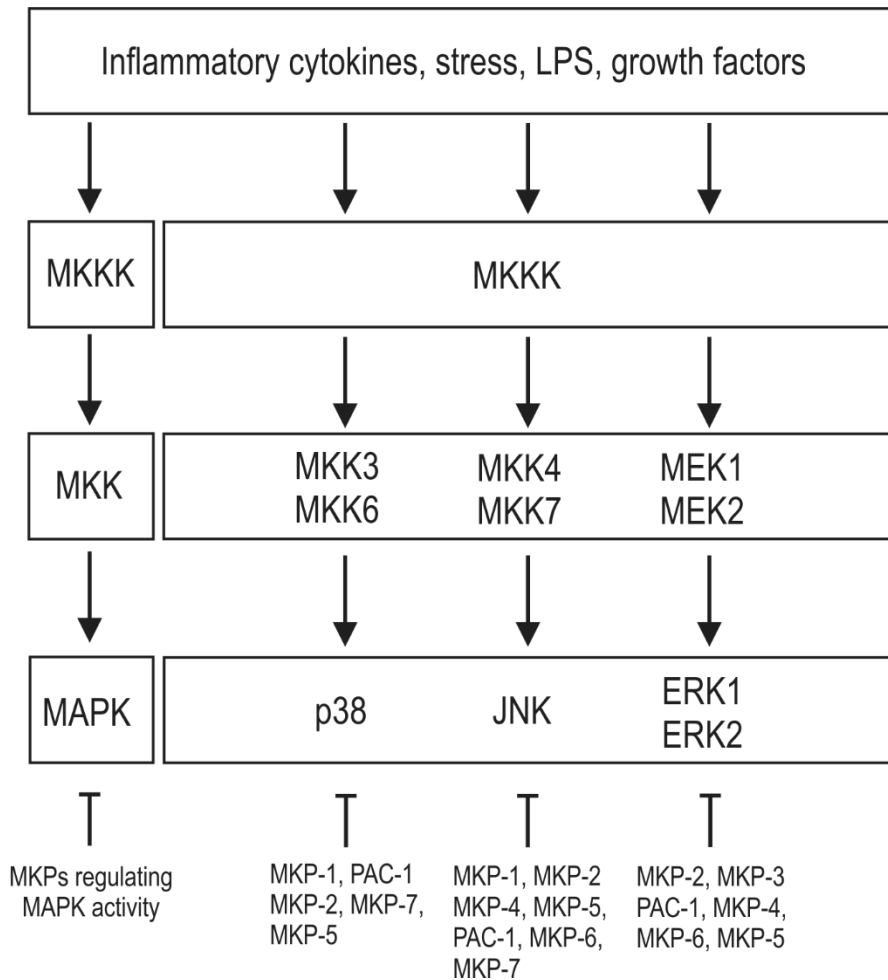 Inflammatory cytokines, stress, LPS, growth factors
MKKK
MKKK
MKK
MKK3
MKK6
MKK4
MKK7
MEK1
MEK2
MAPK
p38
JNK
ERK1
ERK2
MKPs regulating
MAPK activity
MKP-1, PAC-1
MKP-2, MKP-7,
MKP-5
MKP-1, MKP-2
MKP-4, MKP-5,
PAC-1, MKP-6,
MKP-7
MKP-2, MKP-3
PAC-1, MKP-4,
MKP-6, MKP-5